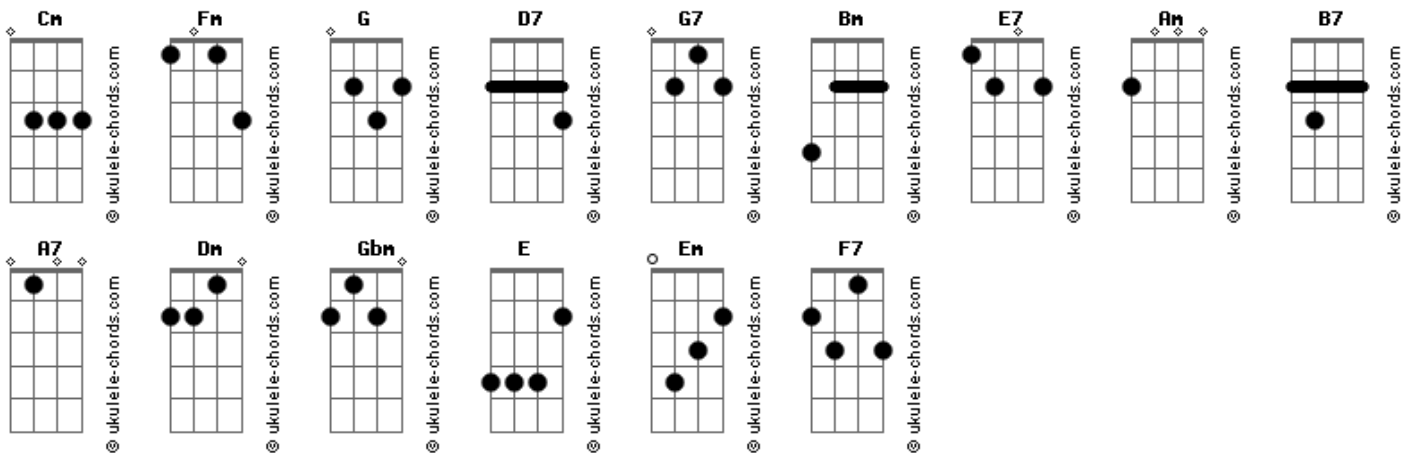 Cm Fm G D7 G7 Bm E7 Am B7
© ukulele-chords.com © ukulele-chords.com © ukulele-chords.com © ukulele-chords.com © ukulele-chords.com © ukulele-chords.com © ukulele-chords.com © ukulele-chords.com © ukulele-chords.com
A7 Dm Gbm E Em F7
© ukulele-chords.com © ukulele-chords.com © ukulele-chords.com © ukulele-chords.com © ukulele-chords.com © ukulele-chords.com